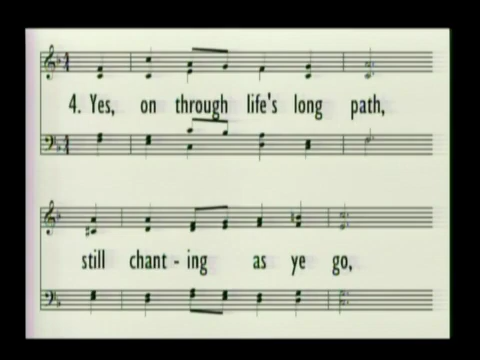 4. Yes, on through life's long path,
still chant - ing as ye go,